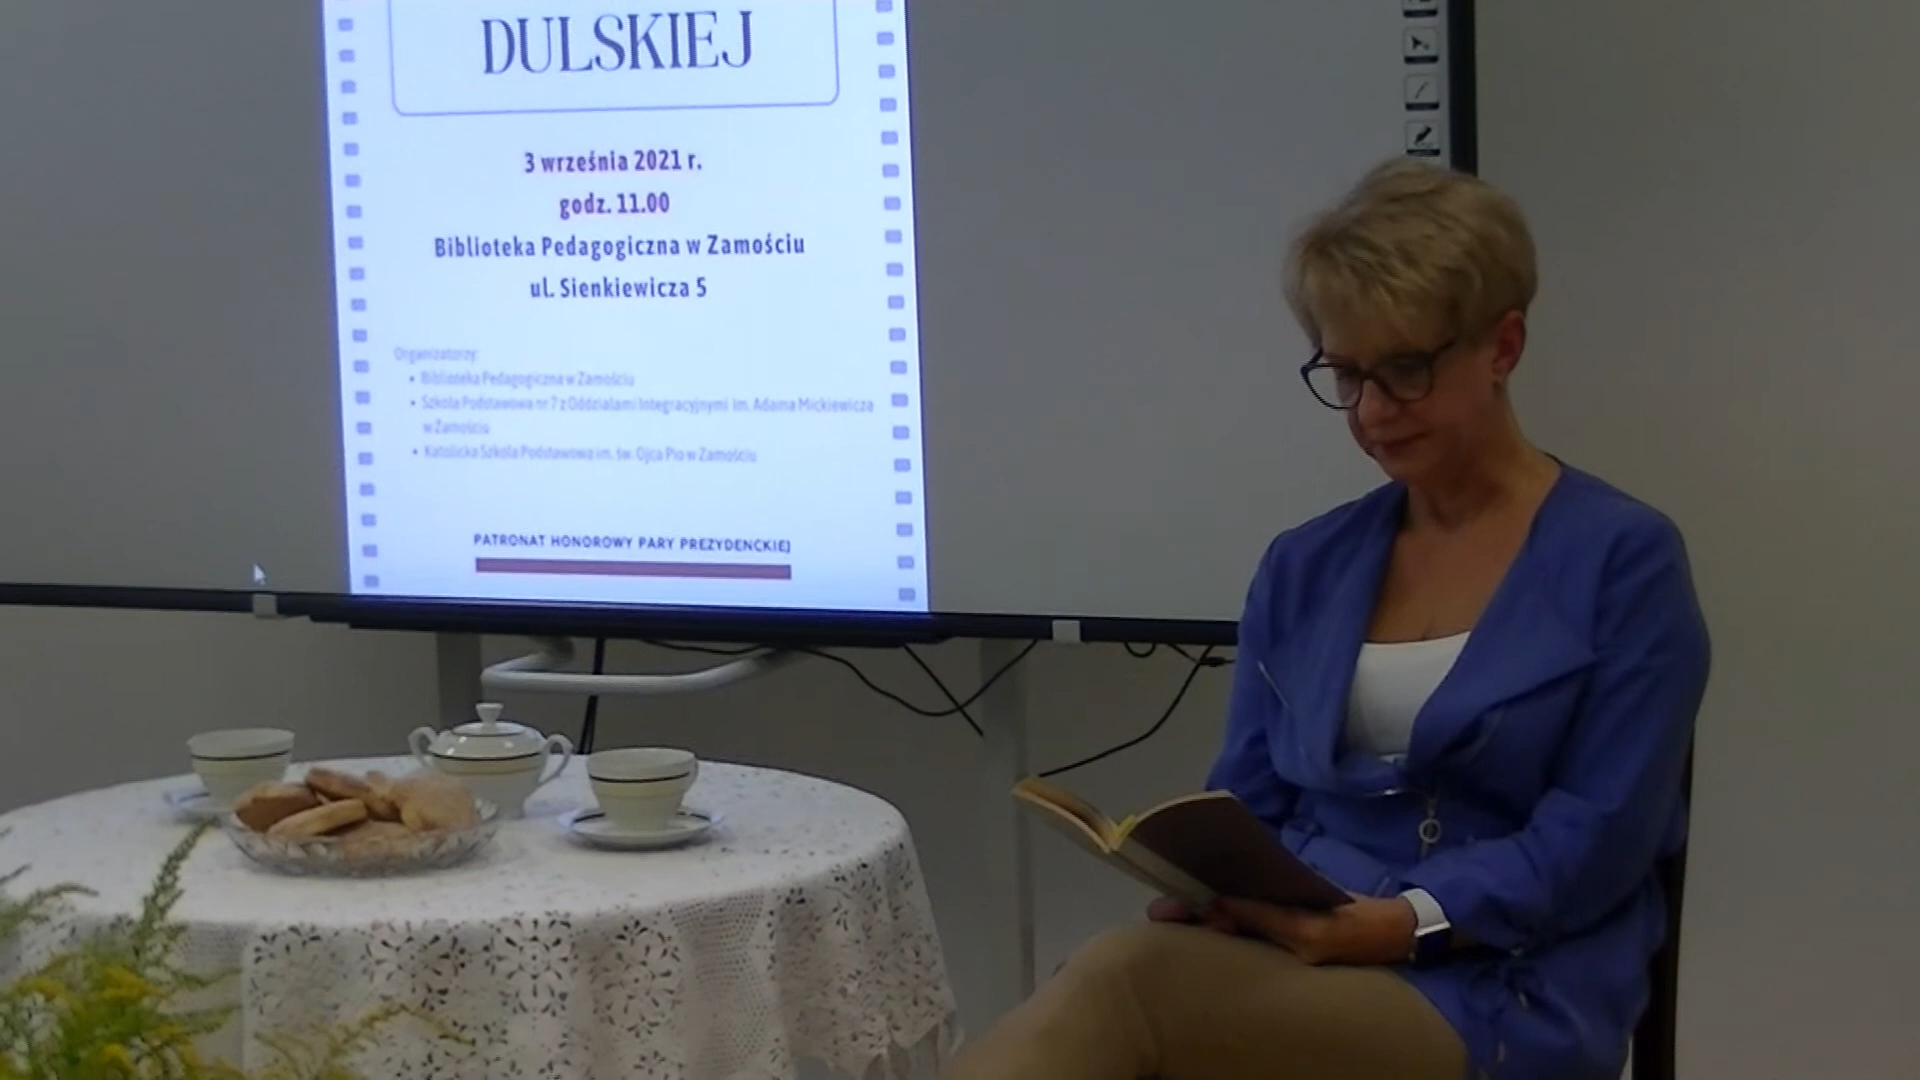 DULSKIEJ
3 września 2021 r.
godz. 11.00
Biblioteka Pedagogiczna w Zamościu
ul. Sienkiewicza 5
Organizatorzy:
• Biblioteka Pedagogiczna w Zamościu
• Szkoła Podstawowa nr 7 z Oddziałami Integracyjnymi im. Adama Mickiewicza
w Zamościu
• Katolicka Szkoła Podstawowa im. św. Ojca Pio w Zamościu
PATRONAT HONOROWY PARY PREZYDENCKIEJ